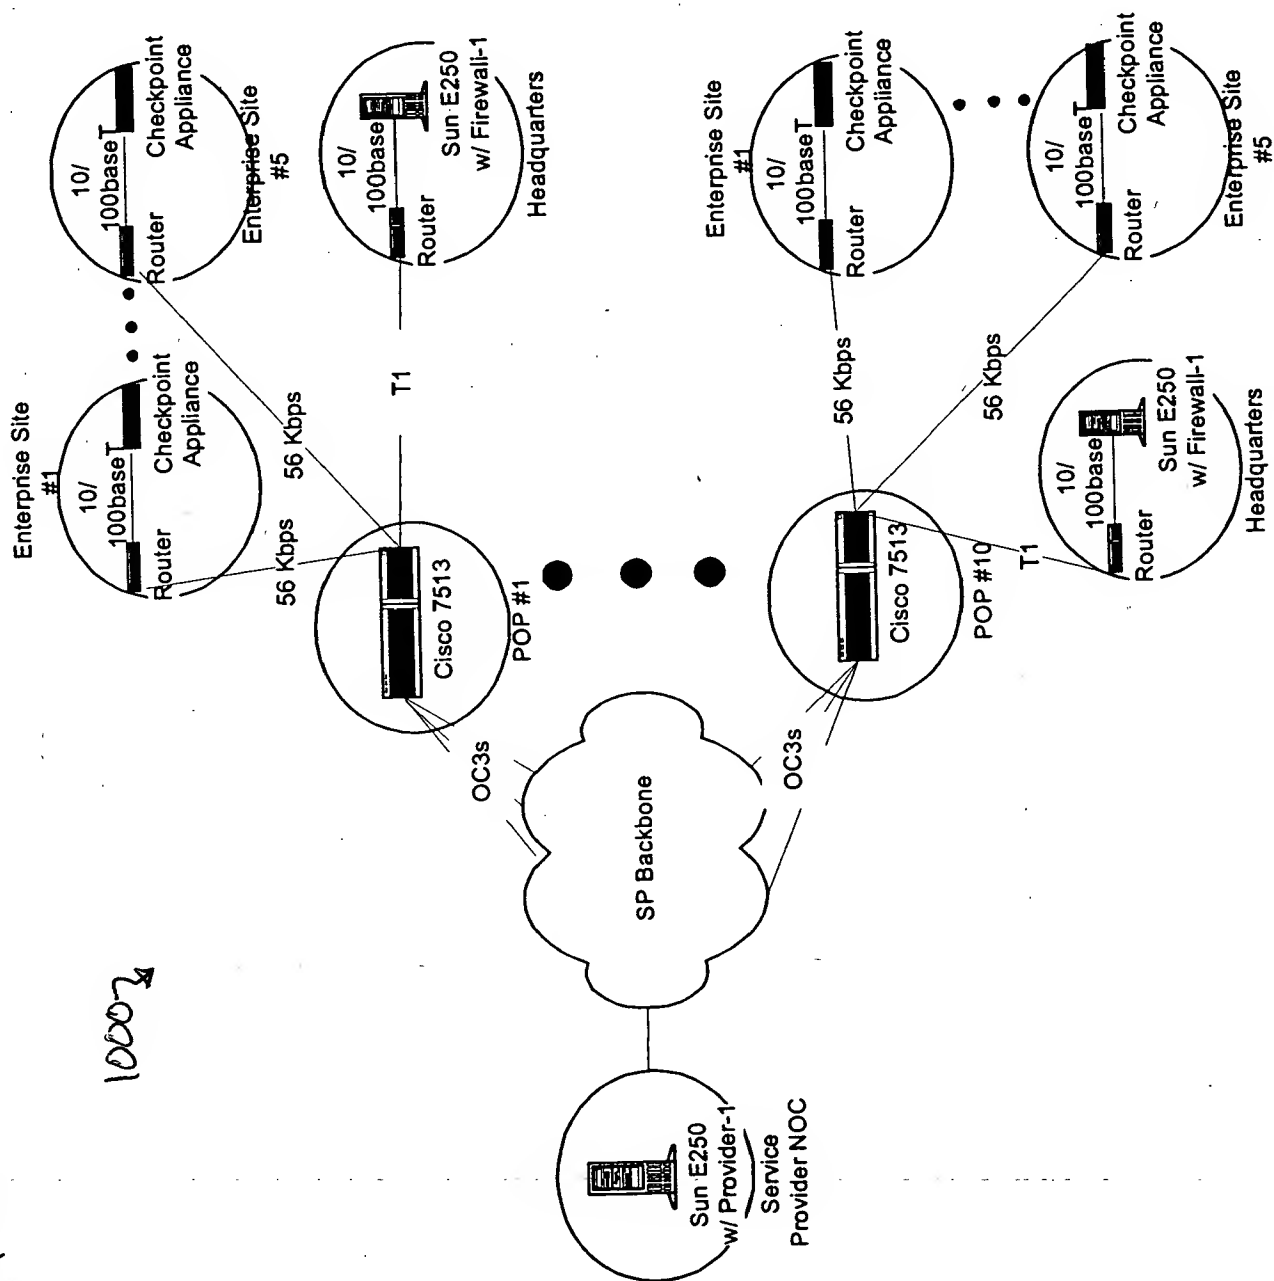 1000
Sun E250
w/ Provider-1
Service
Provider NOC
SP Backbone
OC3s
OC3s
Cisco 7513
POP #1
Cisco 7513
POP #10
56 Kbps
56 Kbps
T1
56 Kbps
56 Kbps
T1
Enterprise Site
#1
10/
100baseT
Router
Checkpoint
Appliance
10/
100baseT
Router
Checkpoint
Appliance
Enterprise Site
#5
10/
100baseT
Router
Sun E250
w/ Firewall-1
Headquarters
Enterprise Site
#1
10/
100baseT
Router
Checkpoint
Appliance
10/
100baseT
Router
Checkpoint
Appliance
Enterprise Site
#5
10/
100base
Router
Sun E250
w/ Firewall-1
Headquarters